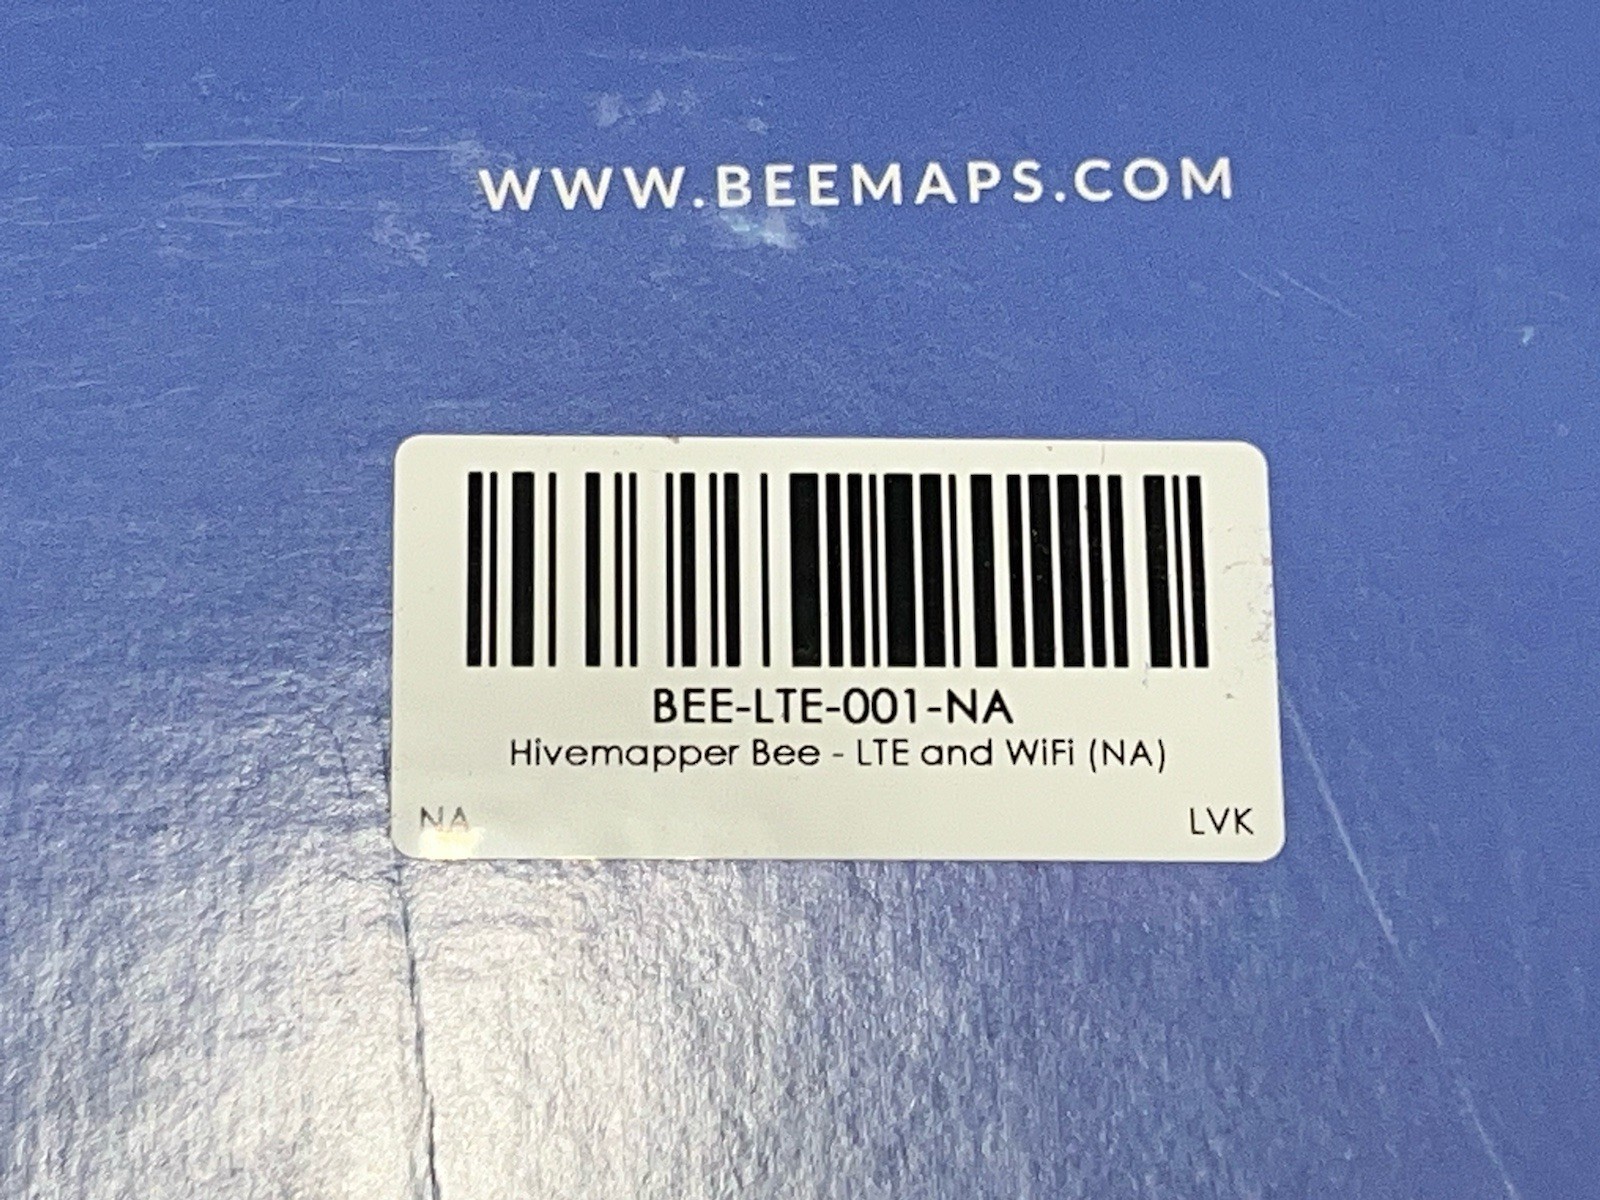 WWW.BEEMAPS.COM
BEE-LTE-001-NA
Hivemapper Bee - LTE and WiFi (NA)
NA LVK